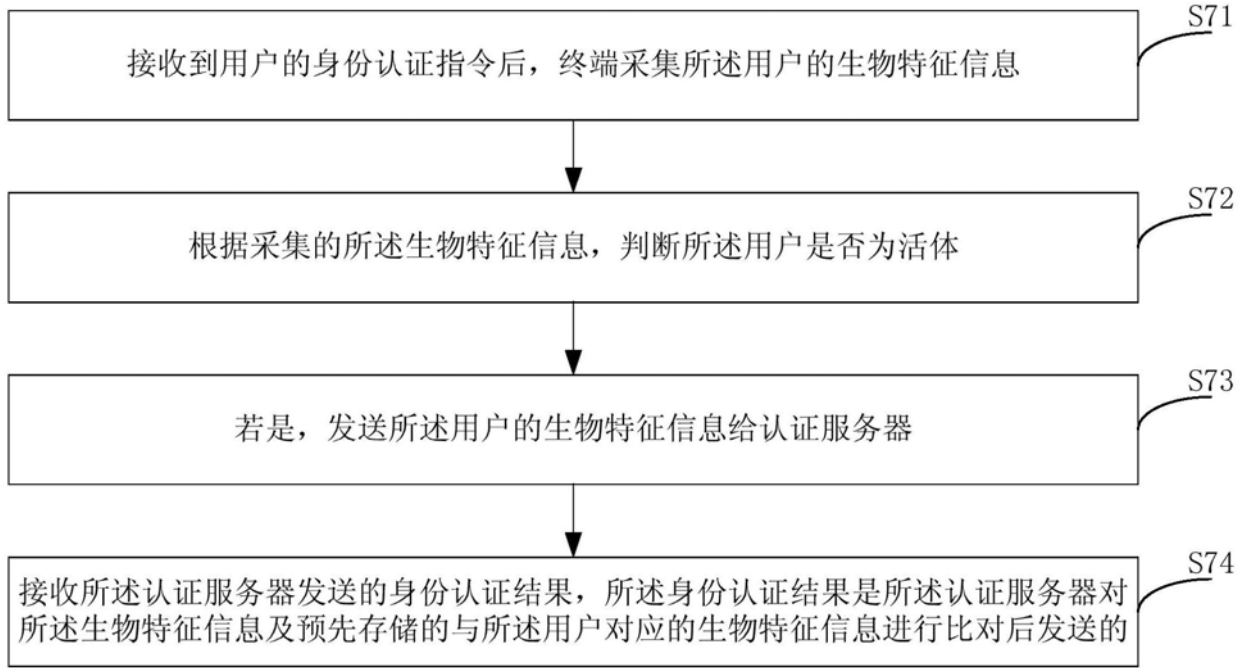 S71
接收到用户的身份认证指令后，终端采集所述用户的生物特征信息
S72
根据采集的所述生物特征信息，判断所述用户是否为活体
S73
若是，发送所述用户的生物特征信息给认证服务器
S74
接收所述认证服务器发送的身份认证结果，所述身份认证结果是所述认证服务器对
所述生物特征信息及预先存储的与所述用户对应的生物特征信息进行比对后发送的